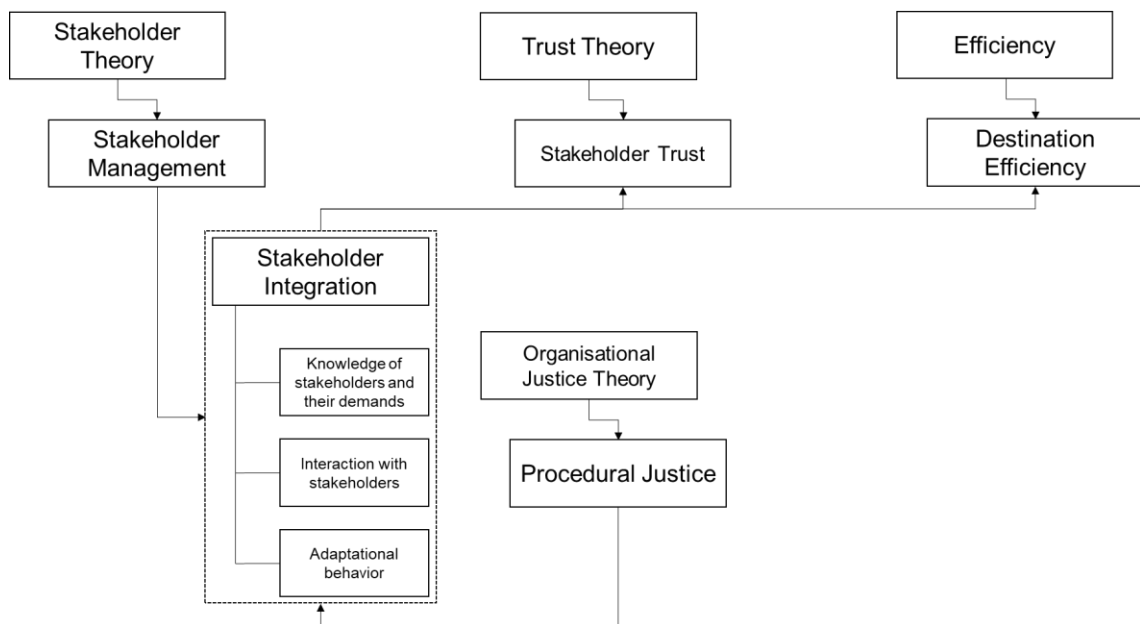 Stakeholder
Theory
Trust Theory
Efficiency
Stakeholder
Management
Stakeholder Trust
Destination
Efficiency
Stakeholder
Integration
Knowledge of
stakeholders and
their demands
Interaction with
stakeholders
Adaptational
behavior
Organisational
Justice Theory
Procedural Justice